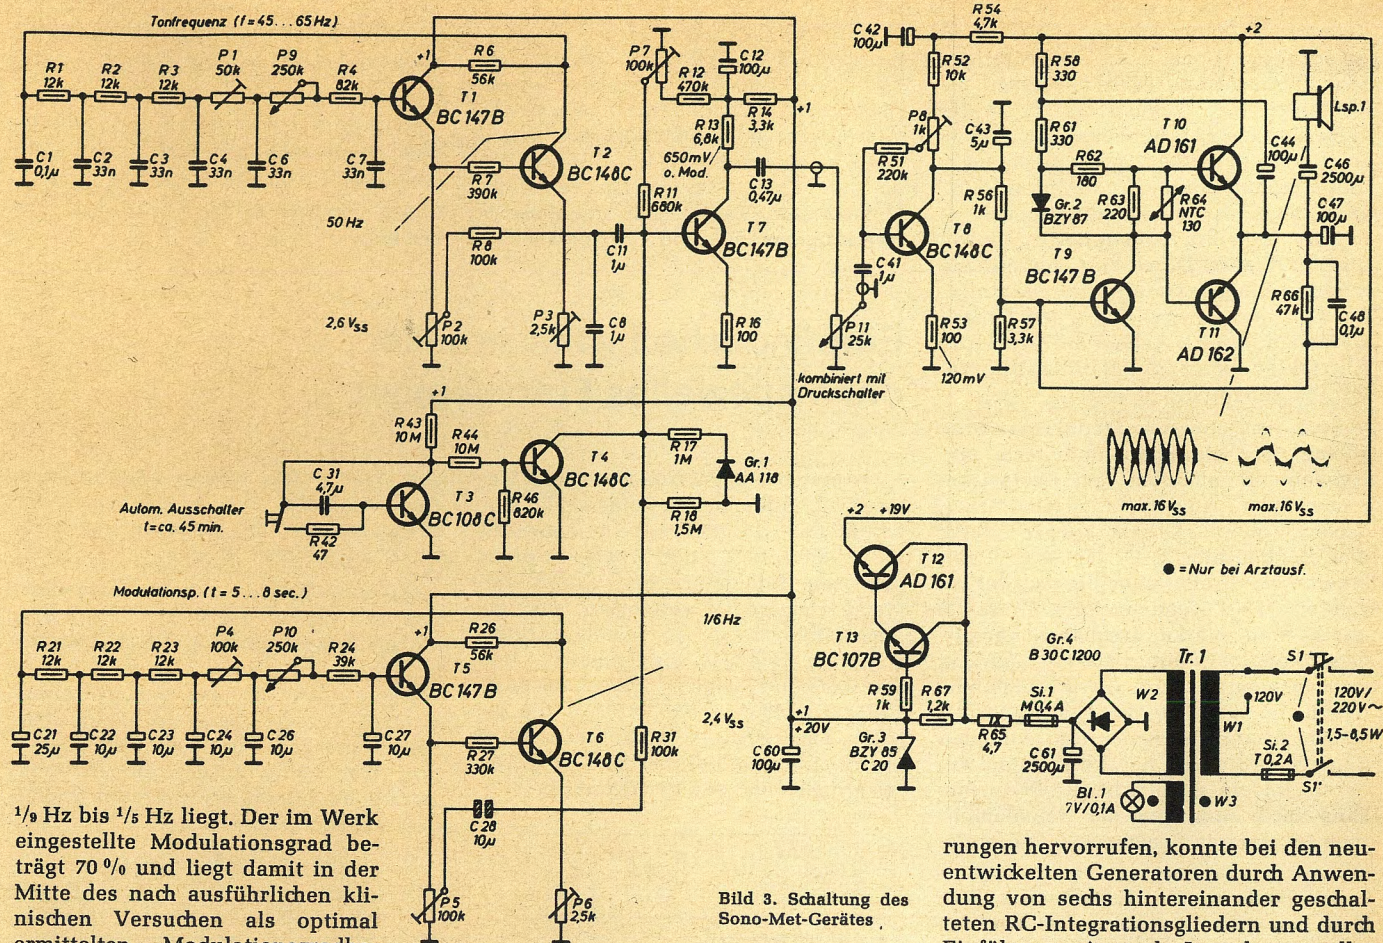 Tonfrequenz (f = 45...65 Hz)
R1
12k
R2
12k
R3
12k
P1
50k
P9
250k
R4
82k
+1
R6
56k
T1
BC147B
C1
0,1µ
C2
33n
C3
33n
C4
33n
C6
33n
C7
33n
R7
390k
T2
BC148C
50 Hz
R8
100k
C11
1µ
2,6 Vss
P2
100k
P3
2,5k
C8
1µ
P7
100k
C12
100µ
R12
470k
R14
3,3k
+1
R13
6,8k
650mV
o. Mod.
C13
0,47µ
R11
680k
T7
BC147B
R16
100
P11
25k
kombiniert mit
Druckschalter
C42
100µ
R54
4,7k
R52
10k
P8
1k
C43
5µ
R51
220k
R56
1k
T8
BC148C
C41
1µ
R53
100
120mV
R57
3,3k
+2
R58
330
R61
330
R62
180
Gr.2
BZY87
R63
220
R64
NTC
130
T10
AD161
T9
BC147B
T11
AD162
C44
100µ
Lsp.1
C46
2500µ
C47
100µ
R66
47k
C48
0,1µ
max.16Vss
max.16Vss
+1
R43
10M
R44
10M
T4
BC148C
C31
4,7µ
Autom. Ausschalter
t=ca. 45 min.
R42
47
T3
BC108C
R46
820k
R17
1M
Gr.1
AA118
R18
1,5M
Modulationsp. (t = 5...8 sec.)
R21
12k
R22
12k
R23
12k
P4
100k
P10
250k
R24
39k
+1
R26
56k
T5
BC147B
C21
25µ
C22
10µ
C23
10µ
C24
10µ
C26
10µ
C27
10µ
R27
330k
T6
BC148C
1/6Hz
2,4Vss
R31
100k
C28
10µ
P5
100k
P6
2,5k
+2 +19V
T12
AD161
T13
BC107B
R59
1k
R67
1,2k
+1
+20V
C60
100µ
Gr.3
BZY85
C20
R65
4,7
Si.1
M0,4A
C61
2500µ
Gr.4
B30C1200
● =Nur bei Arztausf.
Tr.1
W2
W1
W3
S1
120V
120V/
220V~
1,5-8,5W
Si.2
T0,2A
S1'
Bl.1
7V/0,1A
1/9 Hz bis 1/5 Hz liegt. Der im Werk
eingestellte Modulationsgrad be-
trägt 70 % und liegt damit in der
Mitte des nach ausführlichen kli-
nischen Versuchen als optimal
ermittelten
Bild 3. Schaltung des
Sono-Met-Gerätes
rungen hervorrufen, konnte bei den neu-
entwickelten Generatoren durch Anwen-
dung von sechs hintereinander geschal-
teten RC-Integrationsgliedern und durch